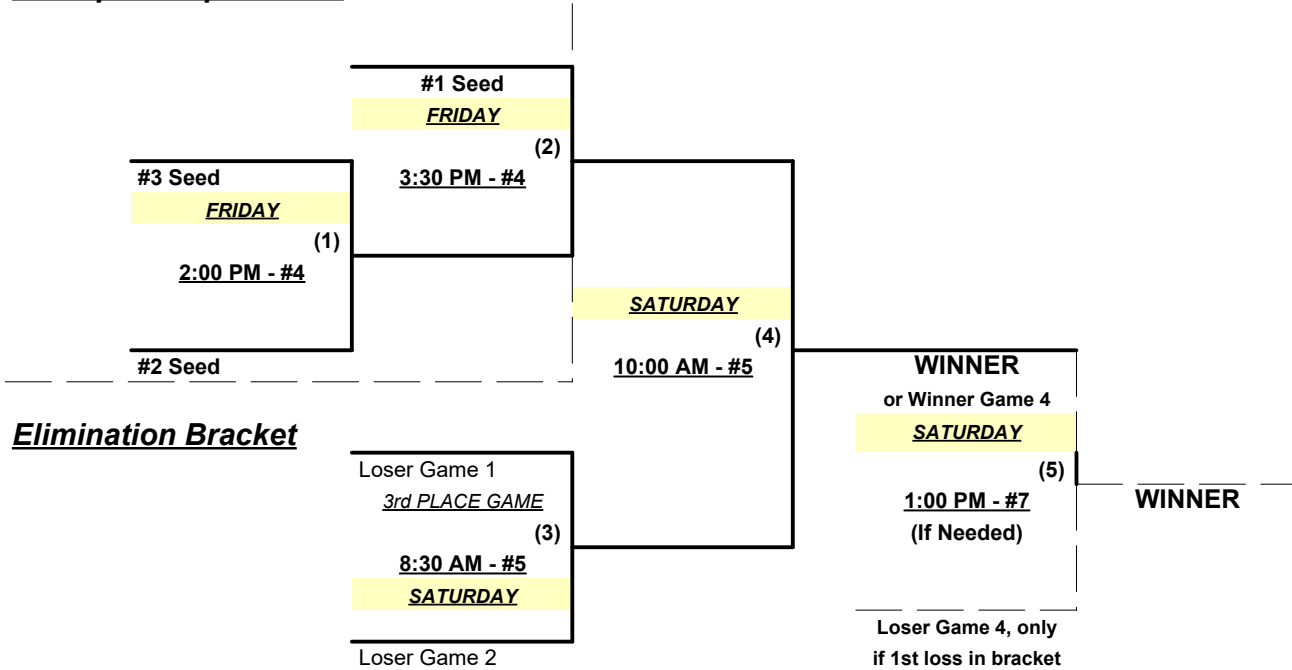 #1 Seed
FRIDAY
(2)
3:30 PM - #4
#3 Seed
FRIDAY
(1)
2:00 PM - #4
#2 Seed
SATURDAY
(4)
10:00 AM - #5
WINNER
or Winner Game 4
SATURDAY
(5)
1:00 PM - #7
(If Needed)
WINNER
Loser Game 4, only
if 1st loss in bracket
Elimination Bracket
Loser Game 1
3rd PLACE GAME
(3)
8:30 AM - #5
SATURDAY
Loser Game 2